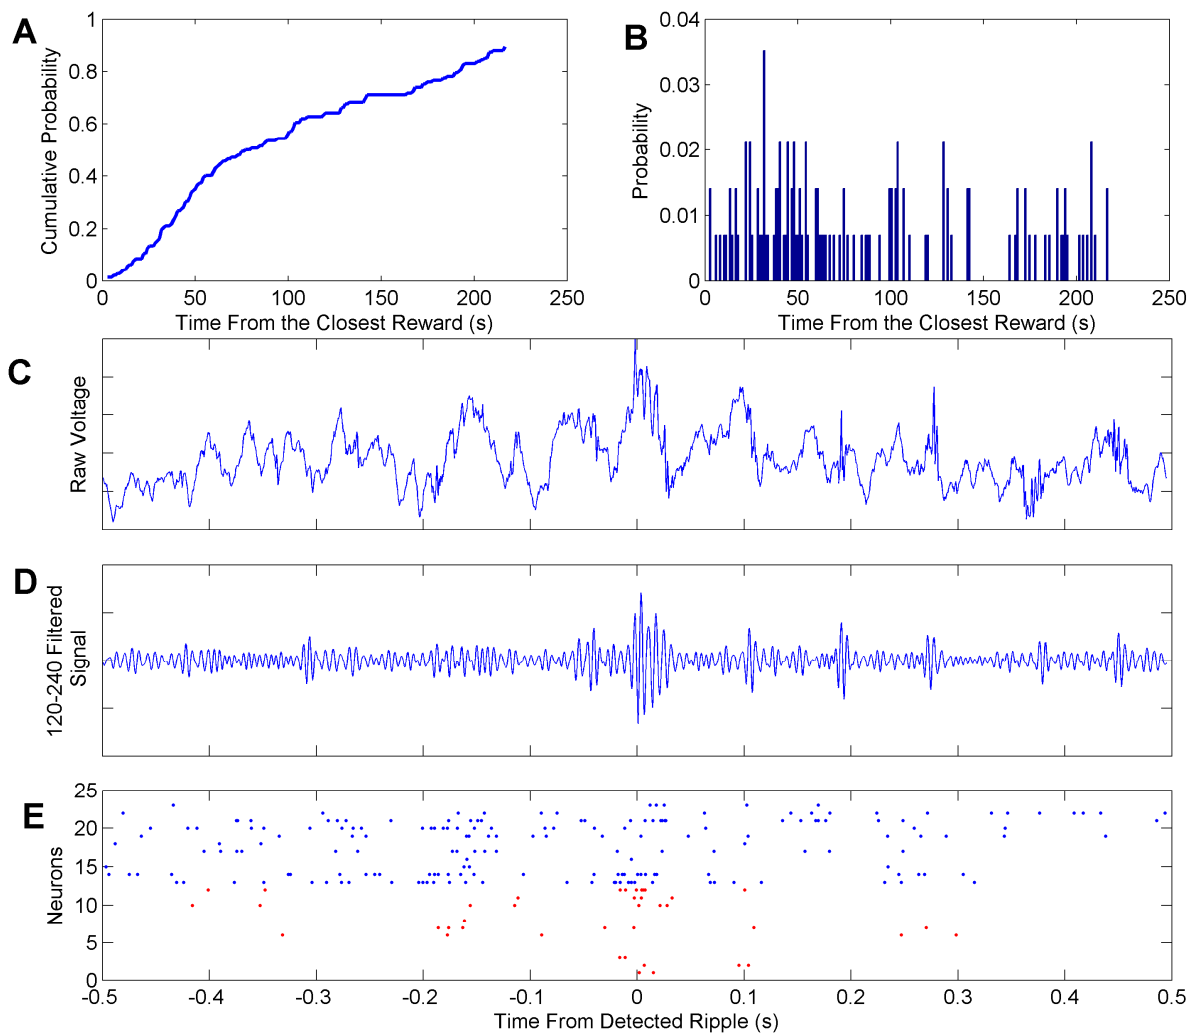 A
Cumulative Probability
1
0.8
0.6
0.4
0.2
0
0 50 100 150 200 250
Time From the Closest Reward (s)
B
Probability
0.04
0.03
0.02
0.01
0
0 50 100 150 200 250
Time From the Closest Reward (s)
C
Raw Voltage
D
120-240 Filtered
Signal
E
Neurons
25
20
15
10
5
0
-0.5 -0.4 -0.3 -0.2 -0.1 0 0.1 0.2 0.3 0.4 0.5
Time From Detected Ripple (s)